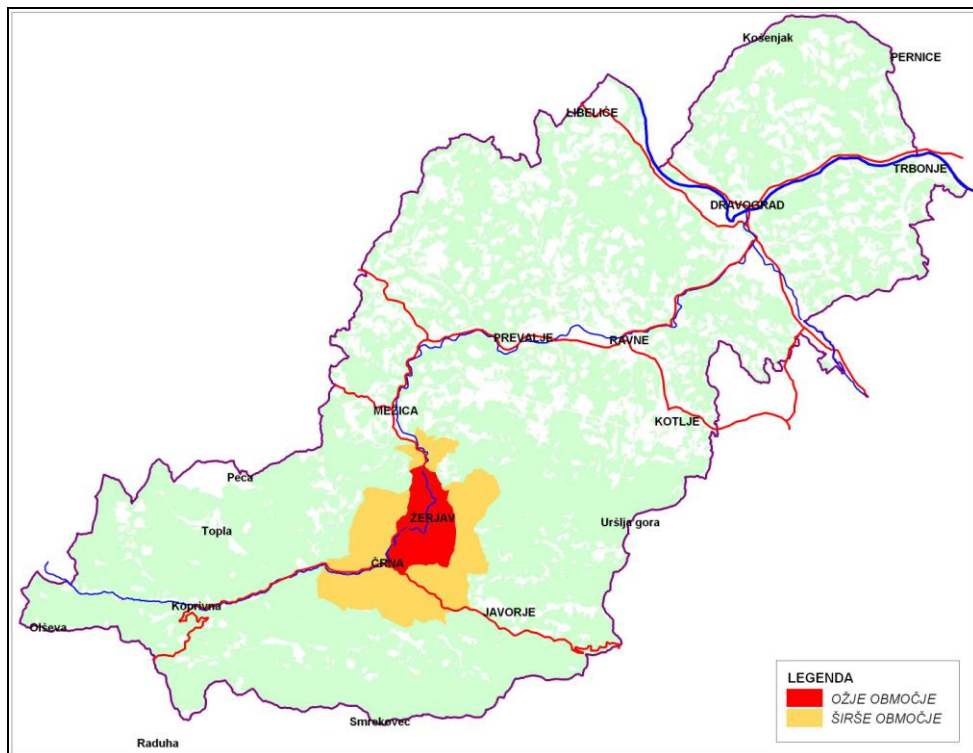 Košenjak
PERNICE
LIBELIČE
TRBONJE
DRAVOGRAD
PREVALJE
RAVNE
MEŽICA
KOTLJE
Peca
ŽERJAV
Uršlja gora
Topla
ČRNA
Koprivna
JAVORJE
Olševa
Smrekovec
Raduha
LEGENDA
OŽJE OBMOČJE
ŠIRŠE OBMOČJE